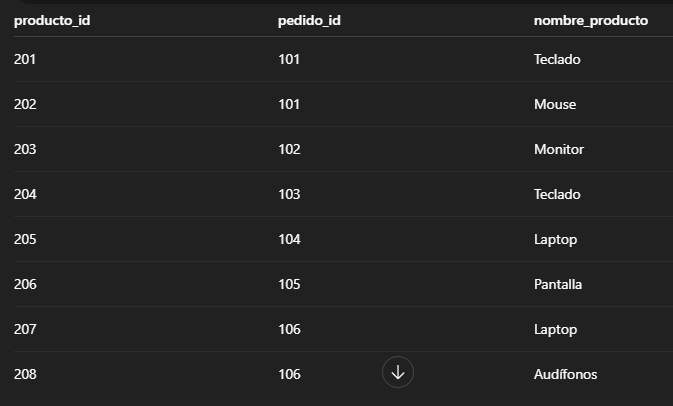 producto_id pedido_id nombre_producto
201 101 Teclado
202 101 Mouse
203 102 Monitor
204 103 Teclado
205 104 Laptop
206 105 Pantalla
207 106 Laptop
208 106 Audífonos